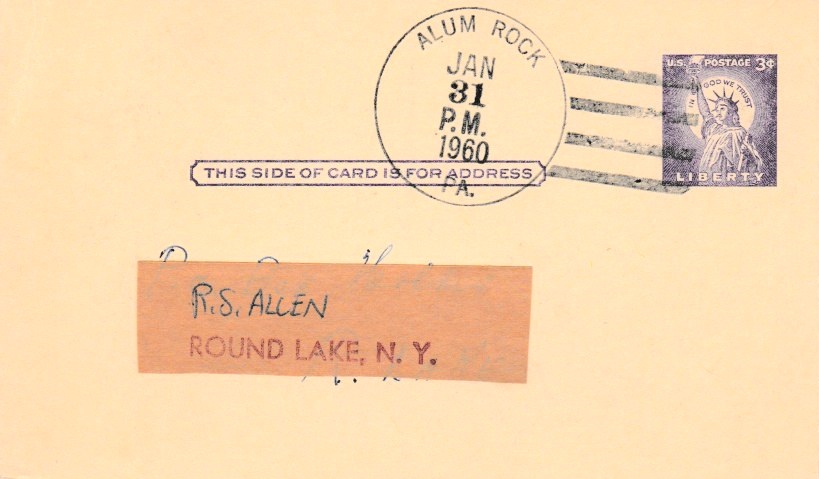 ALUM ROCK
JAN
31
P.M.
1960
PA.
U.S. POSTAGE 3¢
IN GOD WE TRUST
LIBERTY
THIS SIDE OF CARD IS FOR ADDRESS
R.S. ALLEN
ROUND LAKE, N. Y.